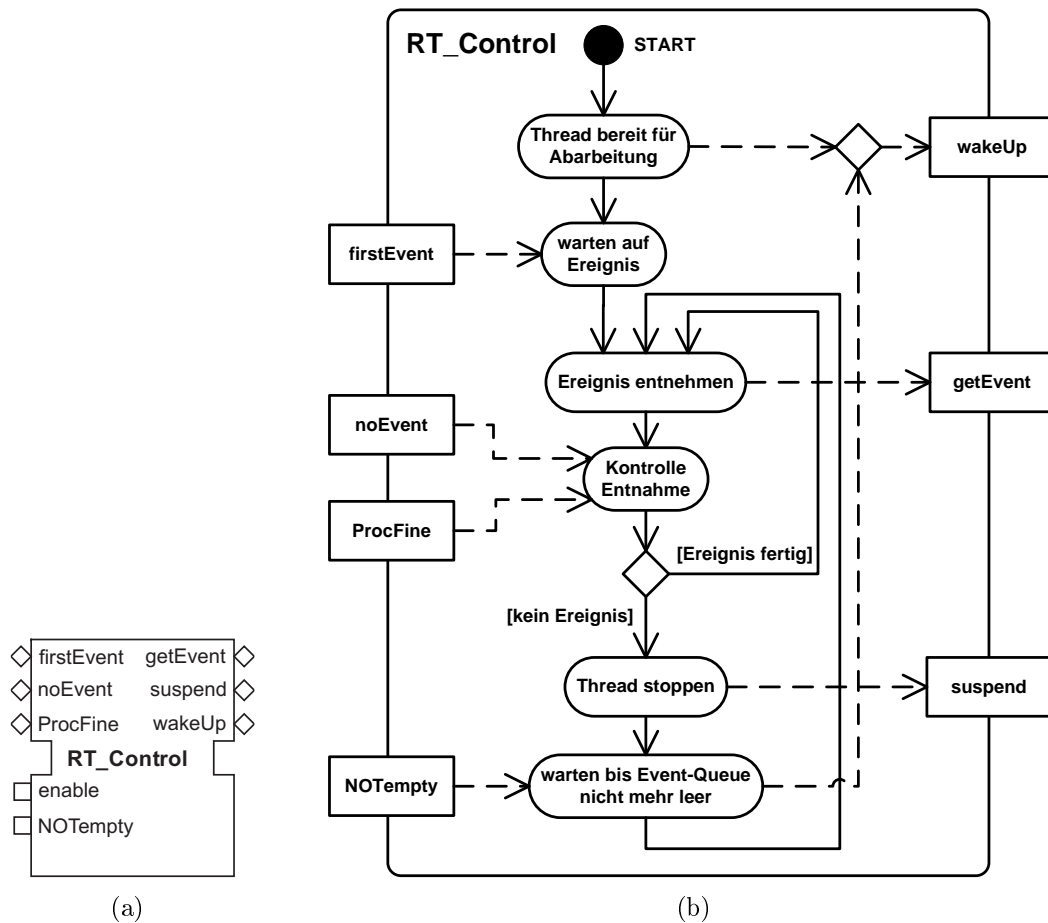 RT_Control
START
Thread bereit für
Abarbeitung
wakeUp
firstEvent
warten auf
Ereignis
Ereignis entnehmen
getEvent
noEvent
Kontrolle
Entnahme
ProcFine
[Ereignis fertig]
[kein Ereignis]
Thread stoppen
suspend
NOTempty
warten bis Event-Queue
nicht mehr leer
firstEvent getEvent
noEvent suspend
ProcFine wakeUp
RT_Control
enable
NOTempty
(a)
(b)